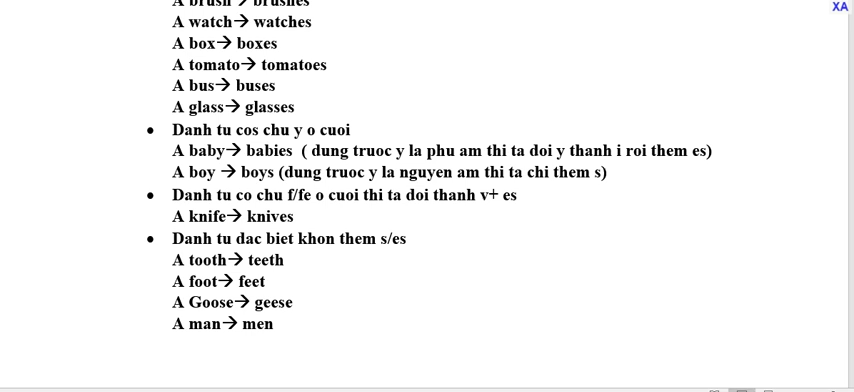 A brush→ brushes
A watch→ watches
A box→ boxes
A tomato→ tomatoes
A bus→ buses
A glass→ glasses
• Danh tu cos chu y o cuoi
A baby→ babies ( dung truoc y la phu am thi ta doi y thanh i roi them es)
A boy → boys (dung truoc y la nguyen am thi ta chi them s)
• Danh tu co chu f/fe o cuoi thi ta doi thanh v+ es
A knife→ knives
• Danh tu dac biet khon them s/es
A tooth→ teeth
A foot→ feet
A Goose→ geese
A man→ men
XA